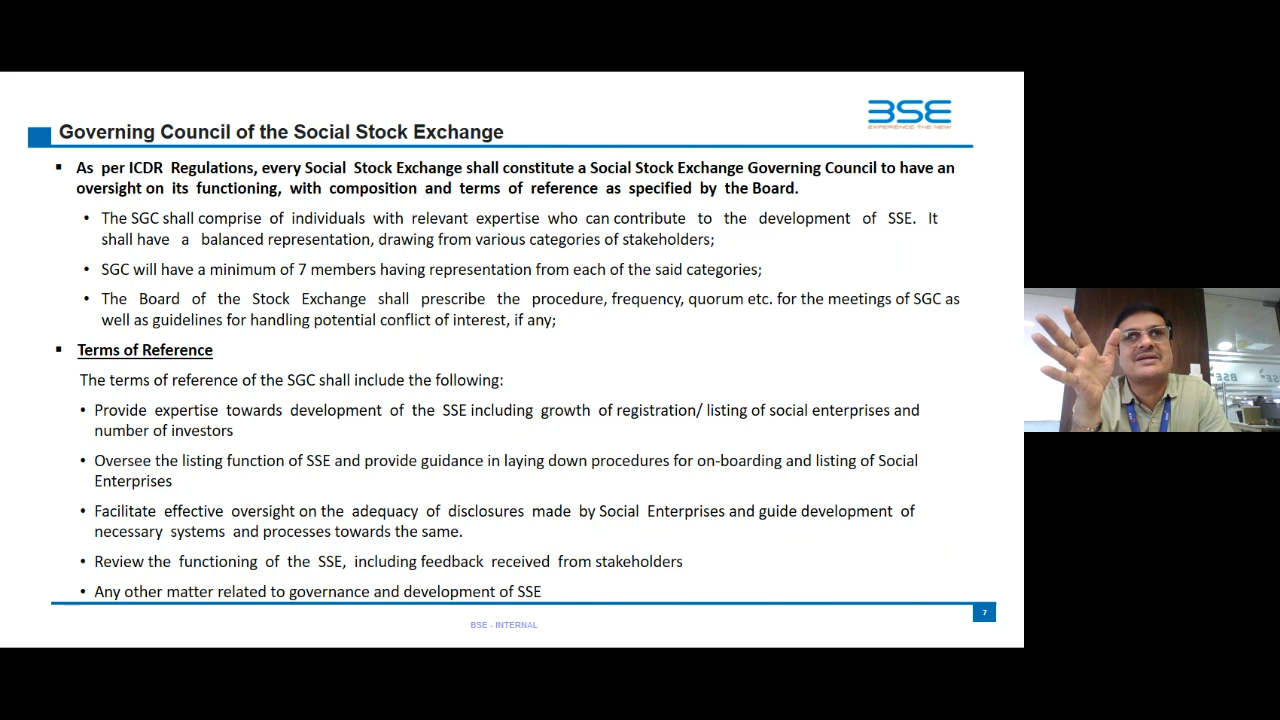 BSE
EXPERIENCE THE NEW
Governing Council of the Social Stock Exchange
▪ As per ICDR Regulations, every Social Stock Exchange shall constitute a Social Stock Exchange Governing Council to have an
oversight on its functioning, with composition and terms of reference as specified by the Board.
• The SGC shall comprise of individuals with relevant expertise who can contribute to the development of SSE. It
shall have a balanced representation, drawing from various categories of stakeholders;
• SGC will have a minimum of 7 members having representation from each of the said categories;
• The Board of the Stock Exchange shall prescribe the procedure, frequency, quorum etc. for the meetings of SGC as
well as guidelines for handling potential conflict of interest, if any;
▪ Terms of Reference
The terms of reference of the SGC shall include the following:
• Provide expertise towards development of the SSE including growth of registration/ listing of social enterprises and
number of investors
• Oversee the listing function of SSE and provide guidance in laying down procedures for on-boarding and listing of Social
Enterprises
• Facilitate effective oversight on the adequacy of disclosures made by Social Enterprises and guide development of
necessary systems and processes towards the same.
• Review the functioning of the SSE, including feedback received from stakeholders
• Any other matter related to governance and development of SSE
7
BSE - INTERNAL
BSE